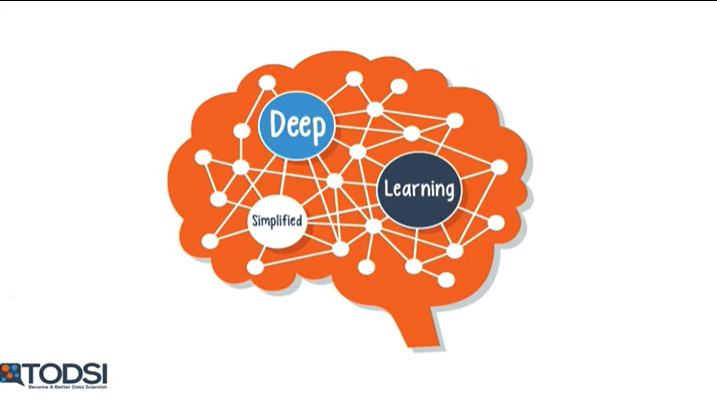 Deep
Learning
Simplified
TODSI
Become A Better Data Scientist